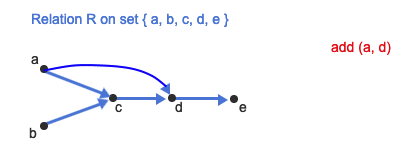 Relation R on set { a, b, c, d, e }
add (a, d)
a
c
d
e
b